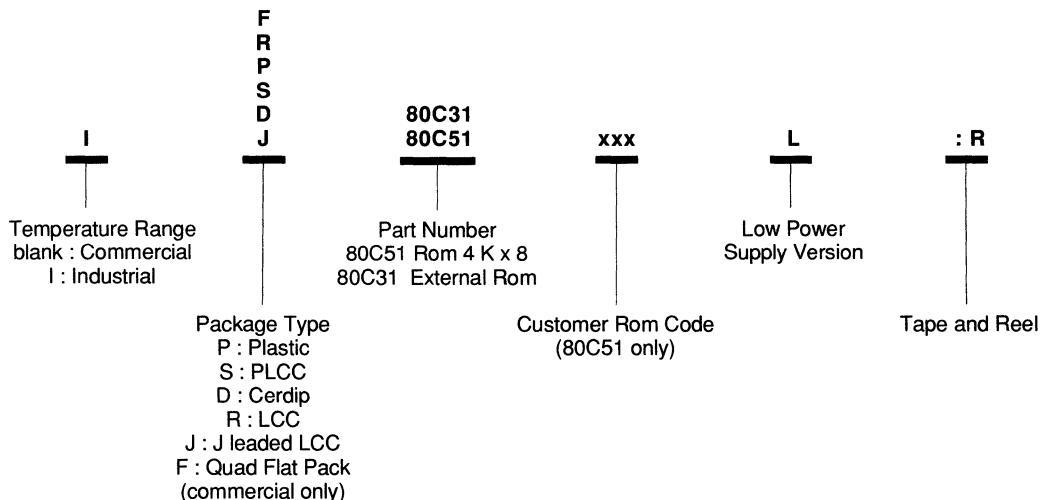 F
R
P
S
D
J
I
80C31
80C51
xxx
L
: R
Temperature Range
blank : Commercial
I : Industrial
Part Number
80C51 Rom 4 K x 8
80C31 External Rom
Low Power
Supply Version
Package Type
P : Plastic
S : PLCC
D : Cerdip
R : LCC
J : J leaded LCC
F : Quad Flat Pack
(commercial only)
Customer Rom Code
(80C51 only)
Tape and Reel